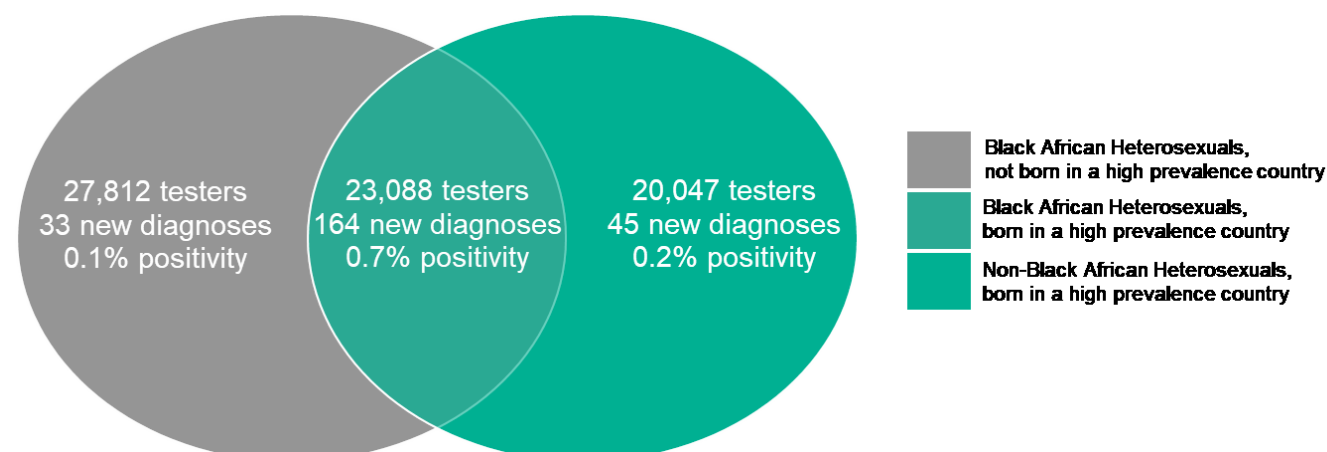 27,812 testers
33 new diagnoses
0.1% positivity
23,088 testers
164 new diagnoses
0.7% positivity
20,047 testers
45 new diagnoses
0.2% positivity
Black African Heterosexuals,
not born in a high prevalence country
Black African Heterosexuals,
born in a high prevalence country
Non-Black African Heterosexuals,
born in a high prevalence country